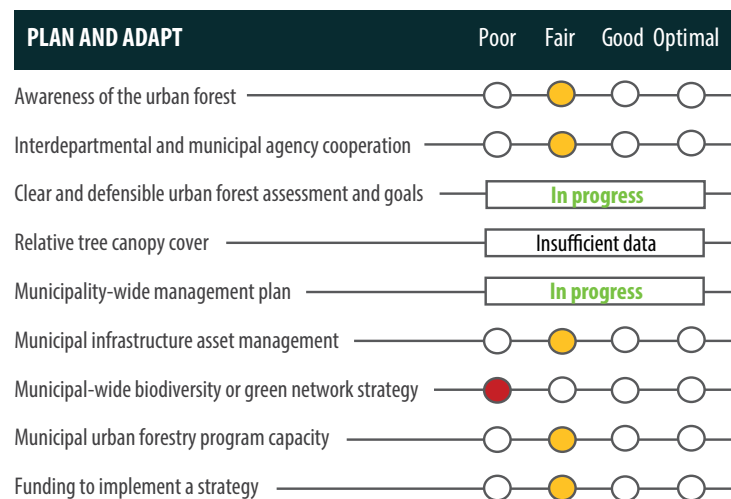 PLAN AND ADAPT Poor Fair Good Optimal
Awareness of the urban forest
Interdepartmental and municipal agency cooperation
Clear and defensible urban forest assessment and goals In progress
Relative tree canopy cover Insufficient data
Municipality-wide management plan In progress
Municipal infrastructure asset management
Municipal-wide biodiversity or green network strategy
Municipal urban forestry program capacity
Funding to implement a strategy